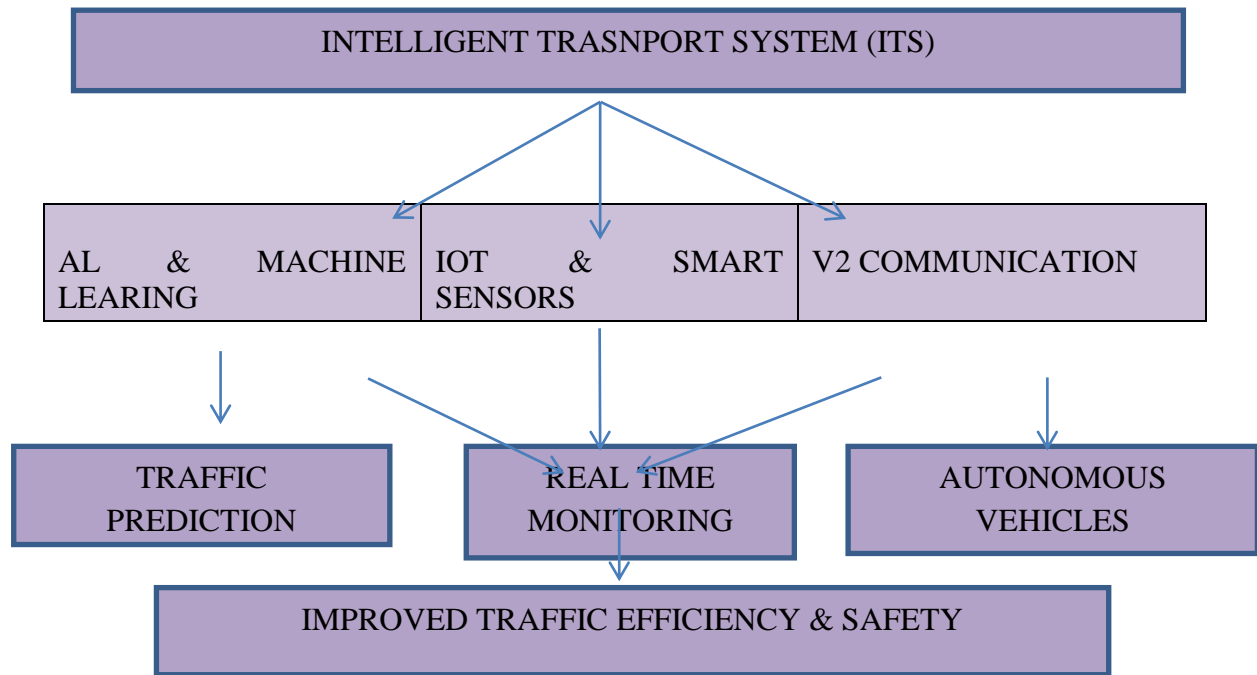 INTELLIGENT TRASNPORT SYSTEM (ITS)
AL & MACHINE
LEARING
IOT & SMART
SENSORS
V2 COMMUNICATION
TRAFFIC
PREDICTION
REAL TIME
MONITORING
AUTONOMOUS
VEHICLES
IMPROVED TRAFFIC EFFICIENCY & SAFETY